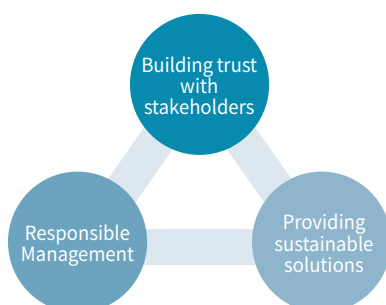 Building trust
with
stakeholders
Responsible
Management
Providing
sustainable
solutions